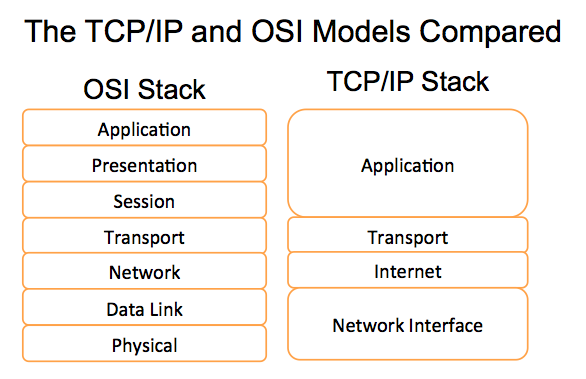 The TCP/IP and OSI Models Compared
OSI Stack
Application
Presentation
Session
Transport
Network
Data Link
Physical
TCP/IP Stack
Application
Transport
Internet
Network Interface